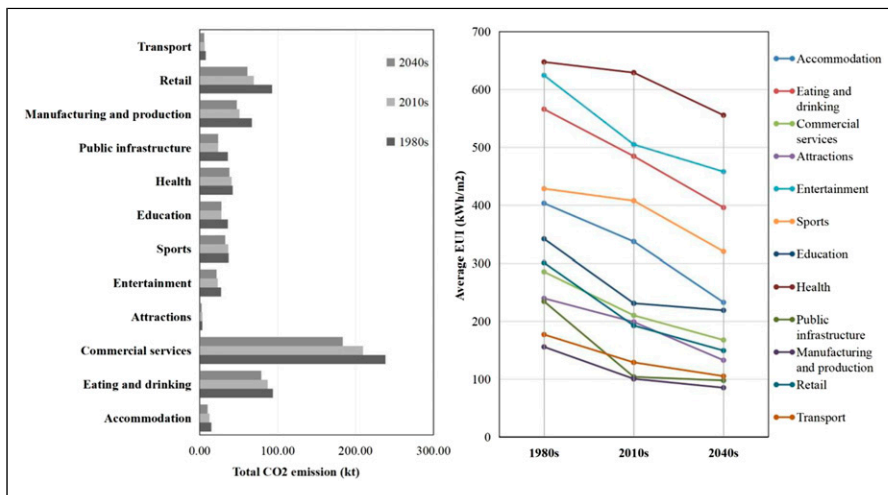 Transport
Retail
Manufacturing and production
Public infrastructure
Health
Education
Sports
Entertainment
Attractions
Commercial services
Eating and drinking
Accommodation
2040s
2010s
1980s
0.00
100.00
200.00
300.00
Total CO2 emission (kt)
Average EUI (kWh/m2)
700
600
500
400
300
200
100
0
1980s
2010s
2040s
Accommodation
Eating and
drinking
Commercial
services
Attractions
Entertainment
Sports
Education
Health
Public
infrastructure
Manufacturing
and production
Retail
Transport